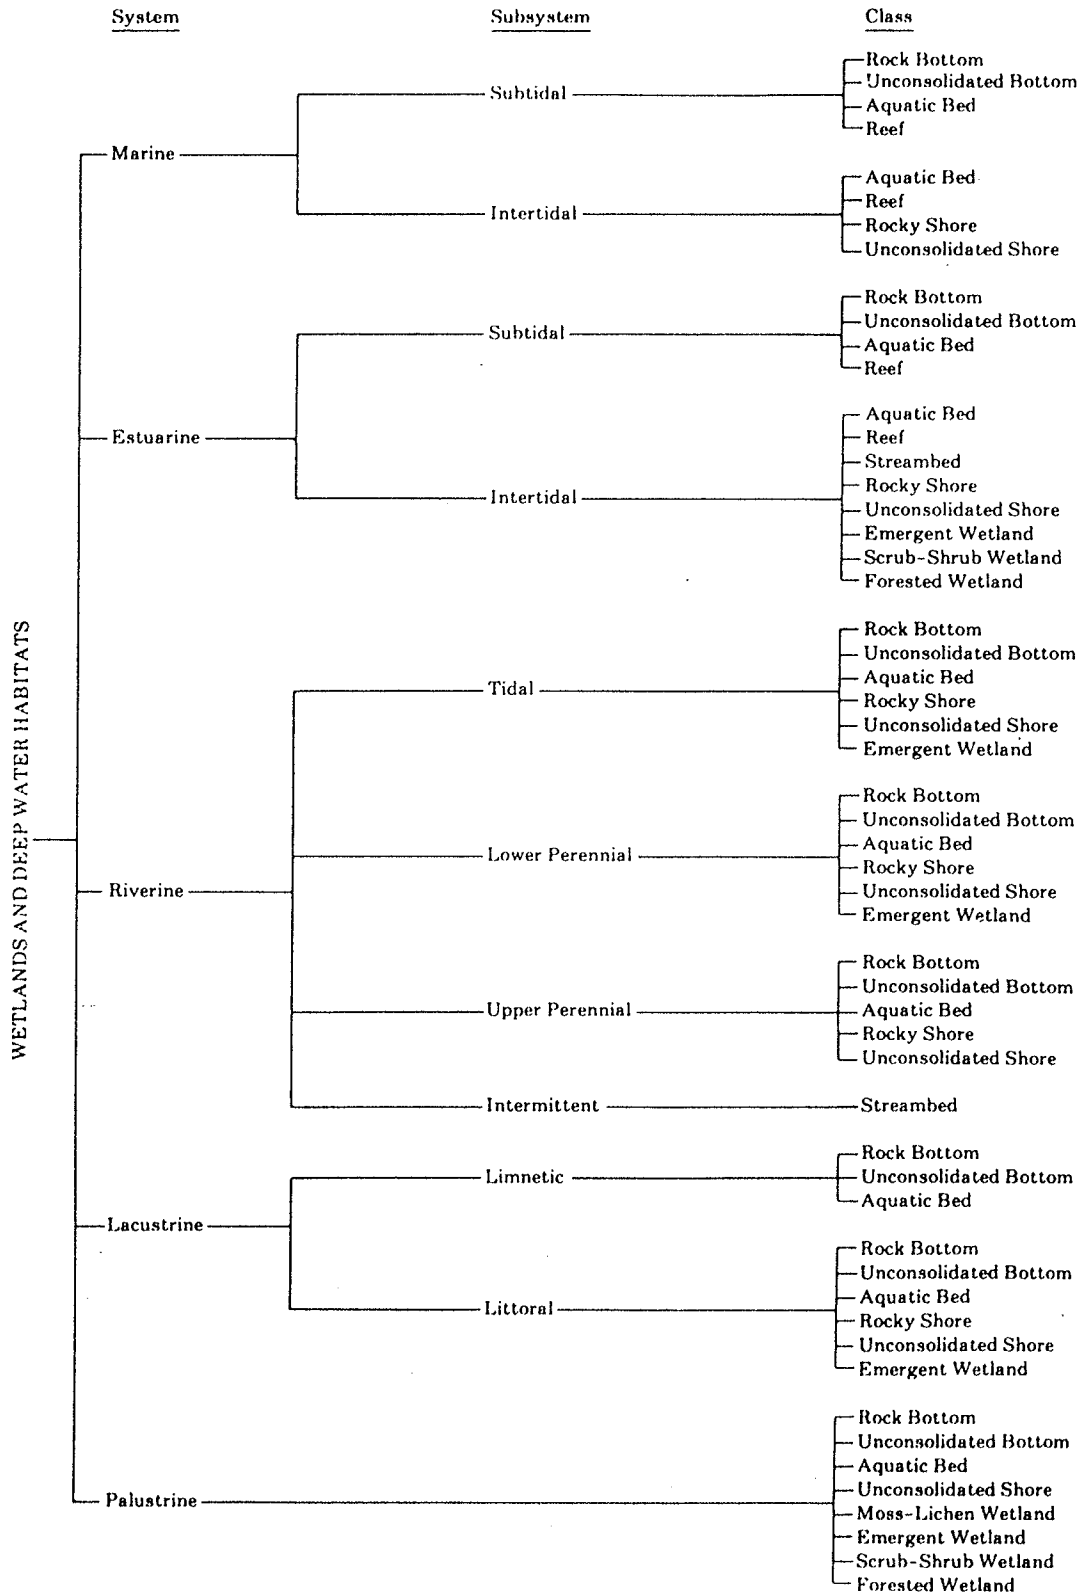 System Subsystem Class
WETLANDS AND DEEP WATER HABITATS
Marine
Subtidal
Rock Bottom
Unconsolidated Bottom
Aquatic Bed
Reef
Intertidal
Aquatic Bed
Reef
Rocky Shore
Unconsolidated Shore
Estuarine
Subtidal
Rock Bottom
Unconsolidated Bottom
Aquatic Bed
Reef
Intertidal
Aquatic Bed
Reef
Streambed
Rocky Shore
Unconsolidated Shore
Emergent Wetland
Scrub-Shrub Wetland
Forested Wetland
Riverine
Tidal
Rock Bottom
Unconsolidated Bottom
Aquatic Bed
Rocky Shore
Unconsolidated Shore
Emergent Wetland
Lower Perennial
Rock Bottom
Unconsolidated Bottom
Aquatic Bed
Rocky Shore
Unconsolidated Shore
Emergent Wetland
Upper Perennial
Rock Bottom
Unconsolidated Bottom
Aquatic Bed
Rocky Shore
Unconsolidated Shore
Intermittent
Streambed
Lacustrine
Limnetic
Rock Bottom
Unconsolidated Bottom
Aquatic Bed
Littoral
Rock Bottom
Unconsolidated Bottom
Aquatic Bed
Rocky Shore
Unconsolidated Shore
Emergent Wetland
Palustrine
Rock Bottom
Unconsolidated Bottom
Aquatic Bed
Unconsolidated Shore
Moss-Lichen Wetland
Emergent Wetland
Scrub-Shrub Wetland
Forested Wetland